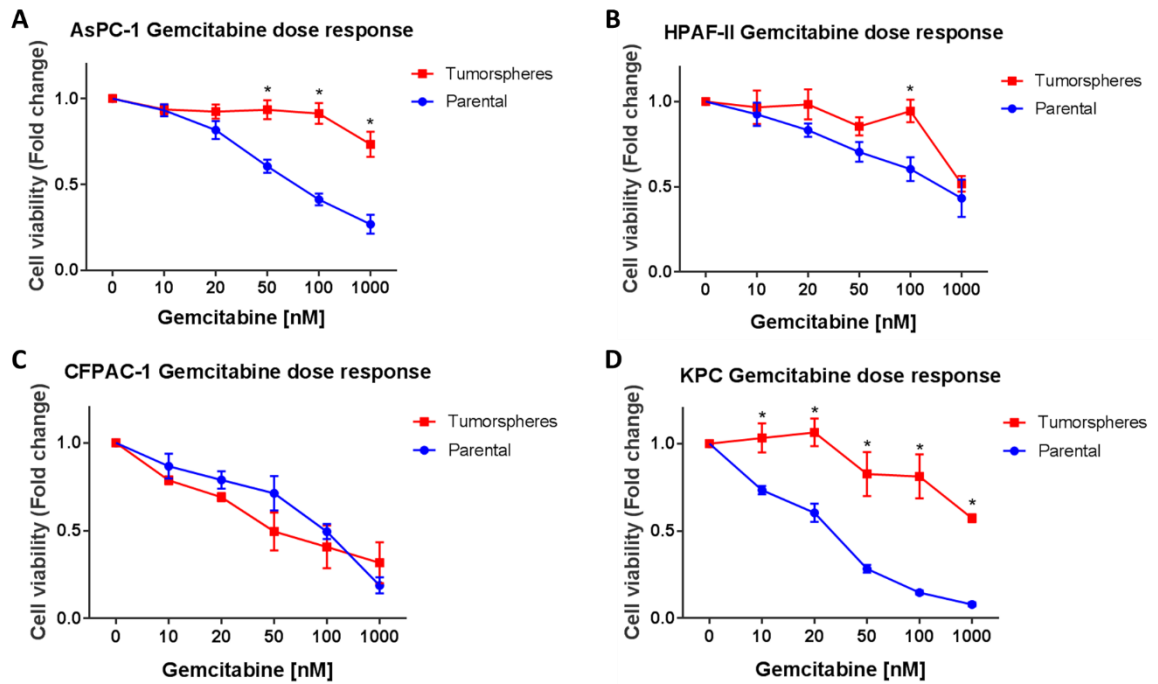 A
AsPC-1 Gemcitabine dose response
Tumorspheres
Parental
Cell viability (Fold change)
1.0
0.5
0.0
* * *
0 10 20 50 100 1000
Gemcitabine [nM]
B
HPAF-II Gemcitabine dose response
Tumorspheres
Parental
Cell viability (Fold change)
1.0
0.5
0.0
*
0 10 20 50 100 1000
Gemcitabine [nM]
C
CFPAC-1 Gemcitabine dose response
Tumorspheres
Parental
Cell viability (Fold change)
1.0
0.5
0.0
0 10 20 50 100 1000
Gemcitabine [nM]
D
KPC Gemcitabine dose response
Tumorspheres
Parental
Cell viability (Fold change)
1.0
0.5
0.0
* * * * *
0 10 20 50 100 1000
Gemcitabine [nM]